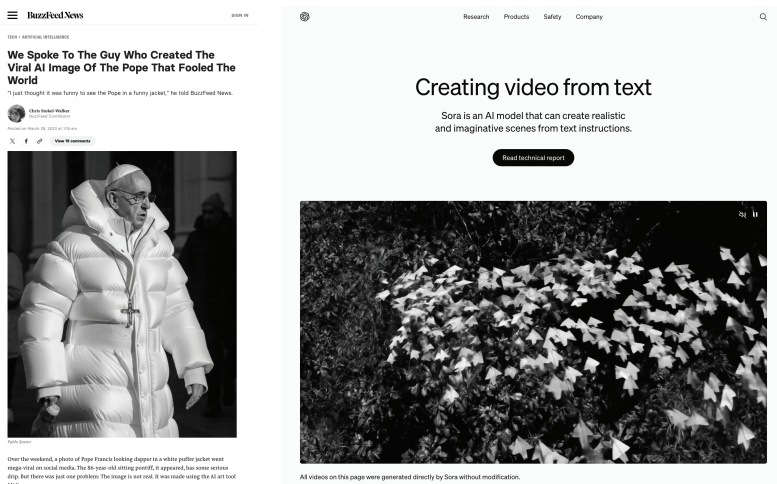 BuzzFeed News
SIGN IN
TECH • ARTIFICIAL INTELLIGENCE
We Spoke To The Guy Who Created The
Viral AI Image Of The Pope That Fooled The
World
"I just thought it was funny to see the Pope in a funny jacket," he told BuzzFeed News.
Chris Stokel-Walker
BuzzFeed Contributor
View 19 comments
Over the weekend, a photo of Pope Francis looking dapper in a white puffer jacket went
mega-viral on social media. The 86-year-old sitting pontiff, it appeared, has some serious
drip. But there was just one problem: The image is not real. It was made using the AI art tool
Research Products Safety Company
Creating video from text
Sora is an AI model that can create realistic
and imaginative scenes from text instructions.
Read technical report
All videos on this page were generated directly by Sora without modification.